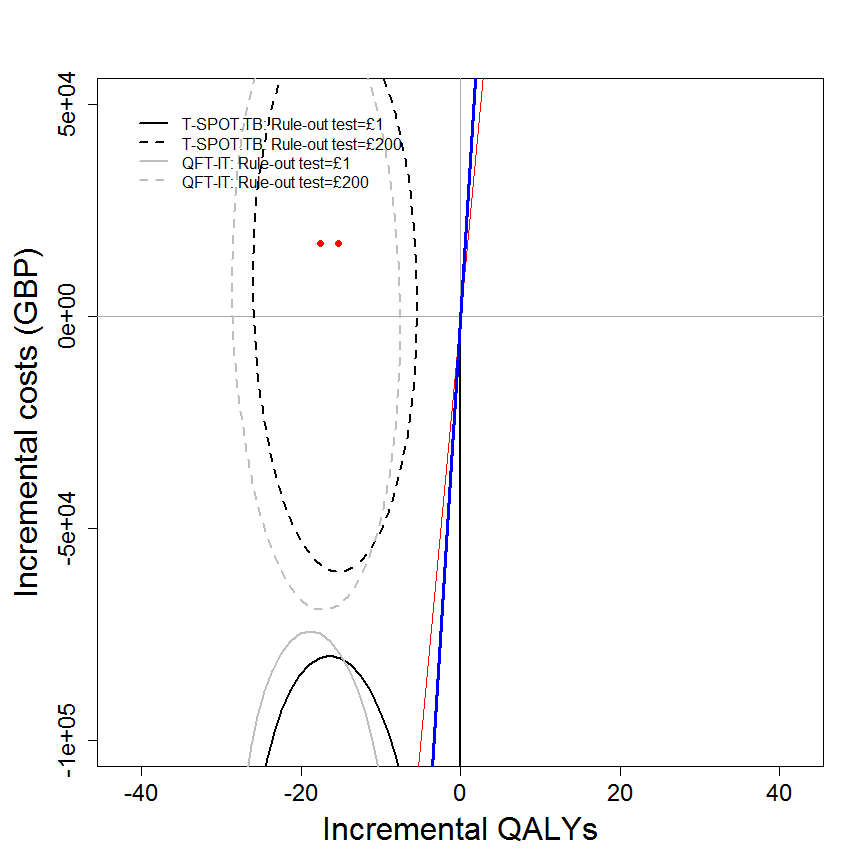 T-SPOT.TB: Rule-out test=£1
T-SPOT.TB: Rule-out test=£200
QFT-IT: Rule-out test=£1
QFT-IT: Rule-out test=£200
5e+04
0e+00
-5e+04
-1e+05
Incremental costs (GBP)
-40 -20 0 20 40
Incremental QALYs